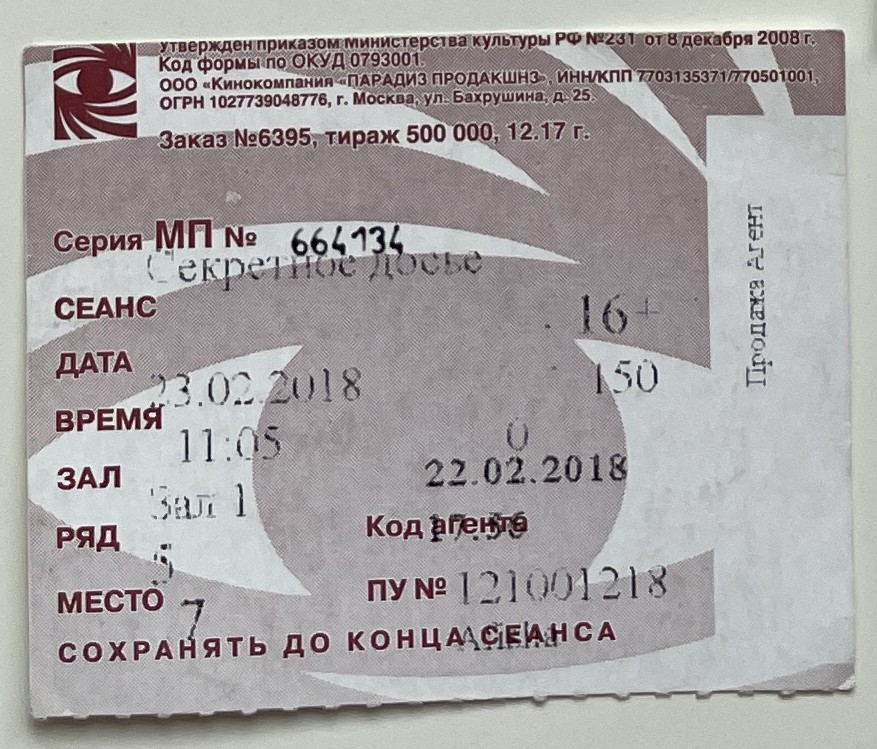 Утвержден приказом Министерства культуры РФ №231 от 8 декабря 2008 г.
Код формы по ОКУД 0793001.
ООО «Кинокомпания «ПАРАДИЗ ПРОДАКШНЗ», ИНН/КПП 7703135371/770501001,
ОГРН 1027739048776, г. Москва, ул. Бахрушина, д. 25.
Заказ №6395, тираж 500 000, 12.17 г.
Серия МП № 664134
Секретное досье
СЕАНС 16+
ДАТА 23.02.2018 150
ВРЕМЯ 11:05 0
ЗАЛ Зал 1 22.02.2018
РЯД 5 Код агента 17:56
МЕСТО 7 ПУ № 121001218
СОХРАНЯТЬ ДО КОНЦА СЕАНСА
Продажа Агент